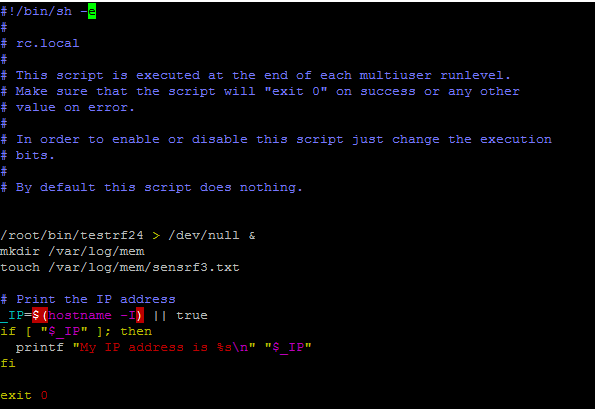 #!/bin/sh -e
#
# rc.local
#
# This script is executed at the end of each multiuser runlevel.
# Make sure that the script will "exit 0" on success or any other
# value on error.
#
# In order to enable or disable this script just change the execution
# bits.
#
# By default this script does nothing.
/root/bin/testrf24 > /dev/null &
mkdir /var/log/mem
touch /var/log/mem/sensrf3.txt
# Print the IP address
_IP=$(hostname -I) || true
if [ "$_IP" ]; then
  printf "My IP address is %s\n" "$_IP"
fi
exit 0